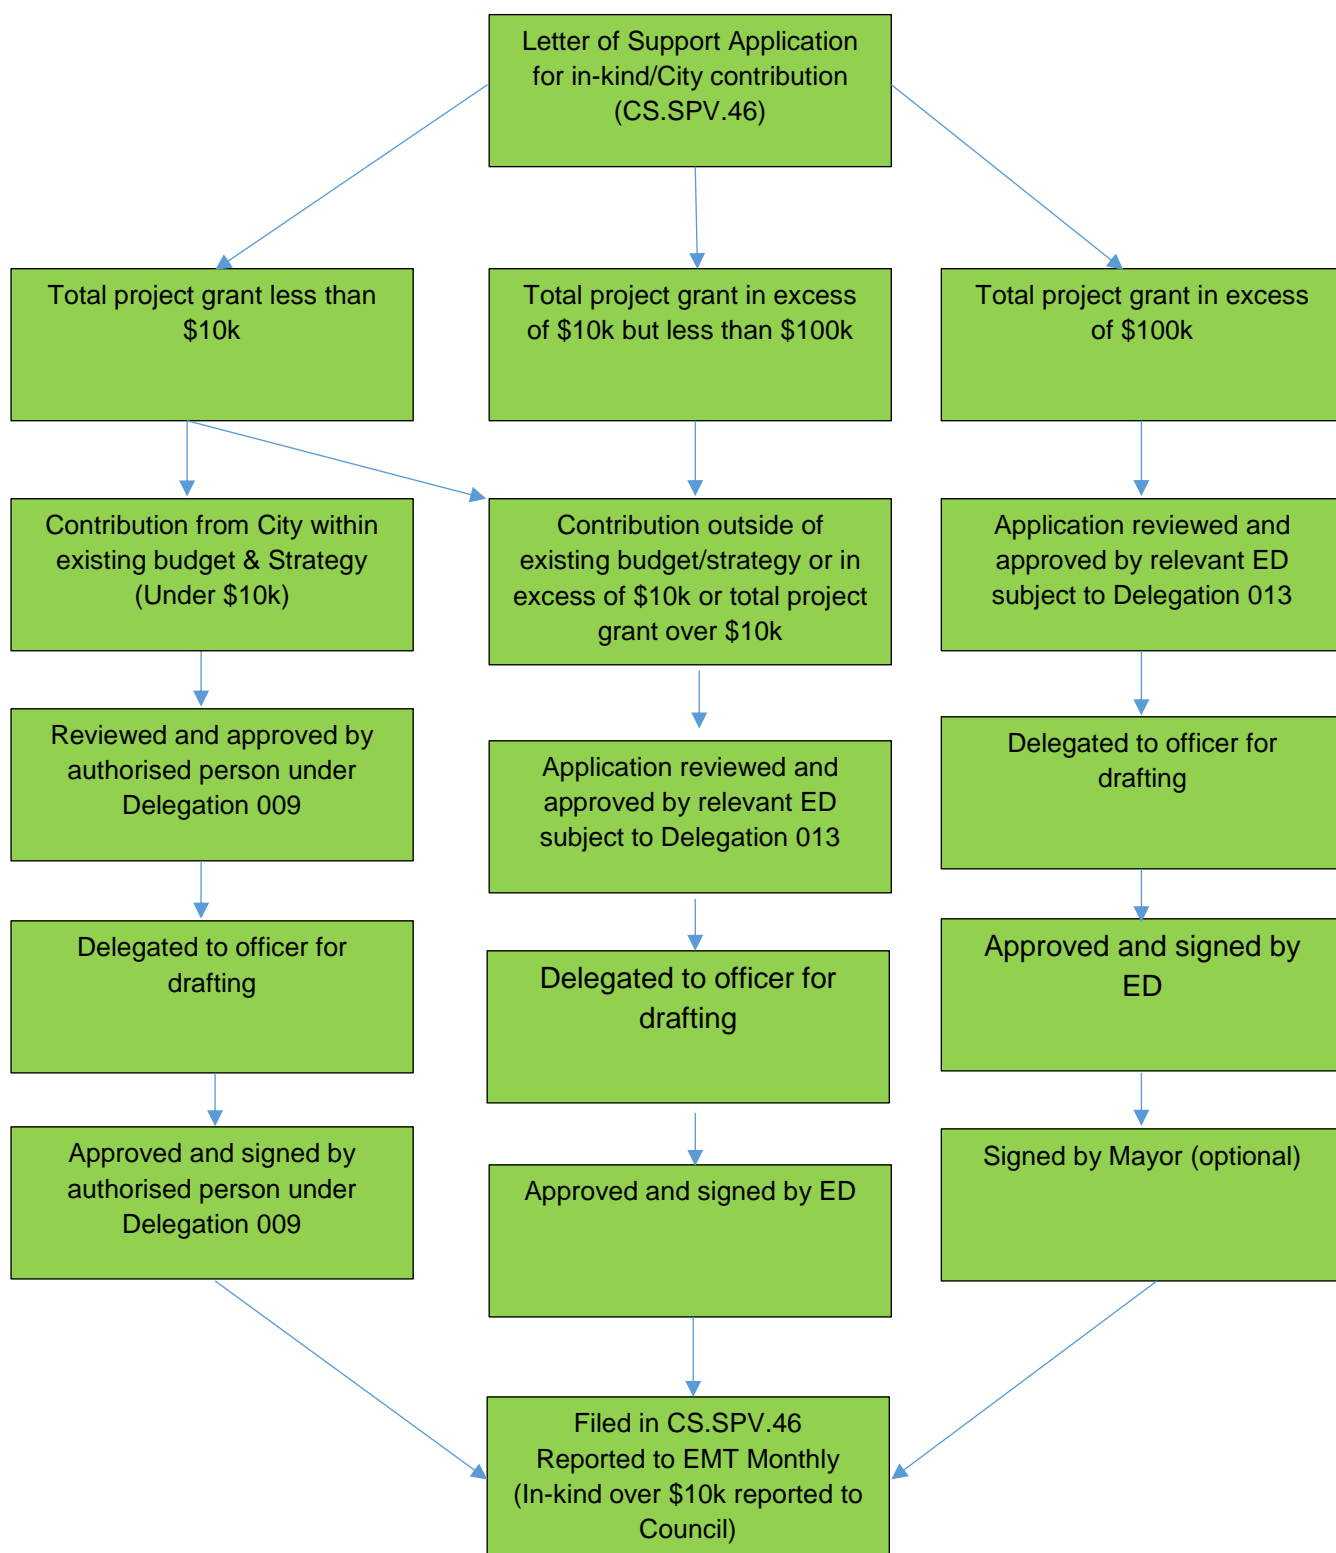 Letter of Support Application
for in-kind/City contribution
(CS.SPV.46)
Total project grant less than
$10k
Total project grant in excess
of $10k but less than $100k
Total project grant in excess
of $100k
Contribution from City within
existing budget & Strategy
(Under $10k)
Contribution outside of
existing budget/strategy or in
excess of $10k or total project
grant over $10k
Application reviewed and
approved by relevant ED
subject to Delegation 013
Reviewed and approved by
authorised person under
Delegation 009
Application reviewed and
approved by relevant ED
subject to Delegation 013
Delegated to officer for
drafting
Delegated to officer for
drafting
Delegated to officer for
drafting
Approved and signed by
ED
Approved and signed by
authorised person under
Delegation 009
Approved and signed by ED
Signed by Mayor (optional)
Filed in CS.SPV.46
Reported to EMT Monthly
(In-kind over $10k reported to
Council)